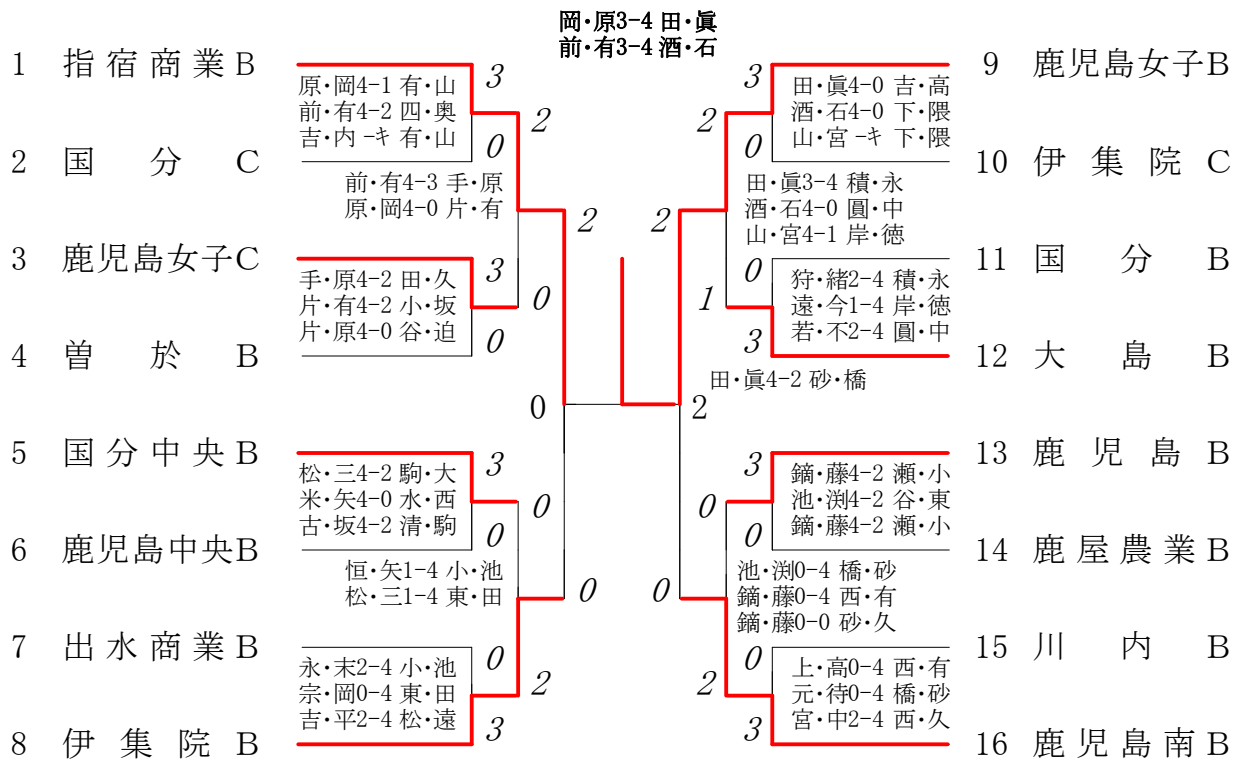 岡・原3-4 田・眞
前・有3-4 酒・石
1 指宿商業B
原・岡4-1 有・山
前・有4-2 四・奥
吉・内 -キ 有・山
3
0
2
2 国分C
前・有4-3 手・原
原・岡4-0 片・有
2
3 鹿児島女子C
手・原4-2 田・久
片・有4-2 小・坂
片・原4-0 谷・迫
3
0
0
4 曽於B
0
5 国分中央B
松・三4-2 駒・大
米・矢4-0 水・西
古・坂4-2 清・駒
3
0
0
6 鹿児島中央B
恒・矢1-4 小・池
松・三1-4 東・田
0
7 出水商業B
永・末2-4 小・池
宗・岡0-4 東・田
吉・平2-4 松・遠
0
3
2
8 伊集院B
9 鹿児島女子B
田・眞4-0 吉・高
酒・石4-0 下・隈
山・宮 -キ 下・隈
3
0
2
10 伊集院C
田・眞3-4 積・永
酒・石4-0 圓・中
山・宮4-1 岸・徳
2
11 国分B
狩・緒2-4 積・永
遠・今1-4 岸・徳
若・不2-4 圓・中
0
3
1
12 大島B
田・眞4-2 砂・橋
2
13 鹿児島B
鏑・藤4-2 瀬・小
池・渕4-2 谷・東
鏑・藤4-2 瀬・小
3
0
0
14 鹿屋農業B
池・渕0-4 橋・砂
鏑・藤0-4 西・有
鏑・藤0-0 砂・久
0
15 川内B
上・高0-4 西・有
元・待0-4 橋・砂
宮・中2-4 西・久
0
3
2
16 鹿児島南B